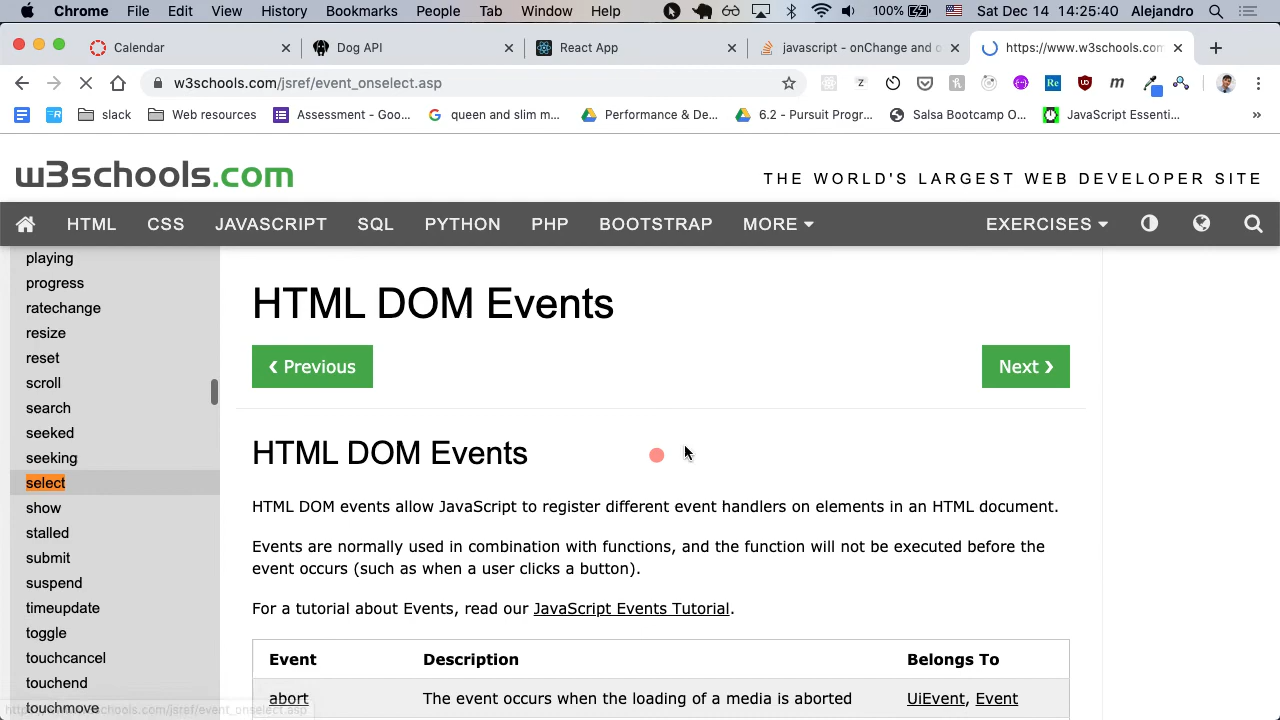 Chrome File Edit View History Bookmarks People Tab Window Help 100% Sat Dec 14 14:25:40 Alejandro
Calendar Dog API React App javascript - onChange and o https://www.w3schools.com
w3schools.com/jsref/event_onselect.asp
slack Web resources Assessment - Goo... queen and slim m... Performance & De... 6.2 - Pursuit Progr... Salsa Bootcamp O... JavaScript Essenti... »
w3schools.com
THE WORLD'S LARGEST WEB DEVELOPER SITE
HTML CSS JAVASCRIPT SQL PYTHON PHP BOOTSTRAP MORE EXERCISES
playing
progress
ratechange
resize
reset
scroll
search
seeked
seeking
select
show
stalled
submit
suspend
timeupdate
toggle
touchcancel
touchend
touchmove
HTML DOM Events
❮ Previous Next ❯
HTML DOM Events
HTML DOM events allow JavaScript to register different event handlers on elements in an HTML document.
Events are normally used in combination with functions, and the function will not be executed before the
event occurs (such as when a user clicks a button).
For a tutorial about Events, read our JavaScript Events Tutorial.
Event Description Belongs To
abort The event occurs when the loading of a media is aborted UiEvent, Event